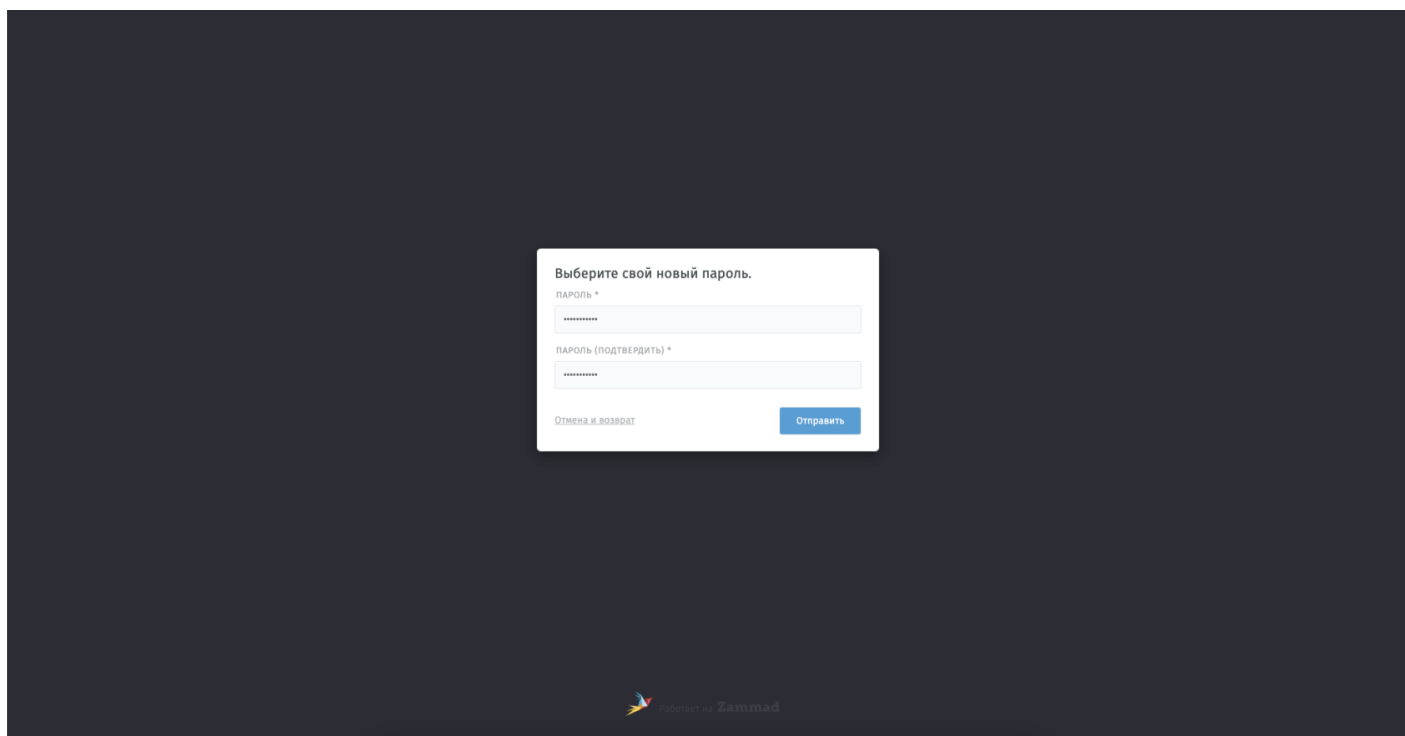 Выберите свой новый пароль.
ПАРОЛЬ *
•••••••••••
ПАРОЛЬ (ПОДТВЕРДИТЬ) *
•••••••••••
Отмена и возврат
Отправить
Работает на Zammad